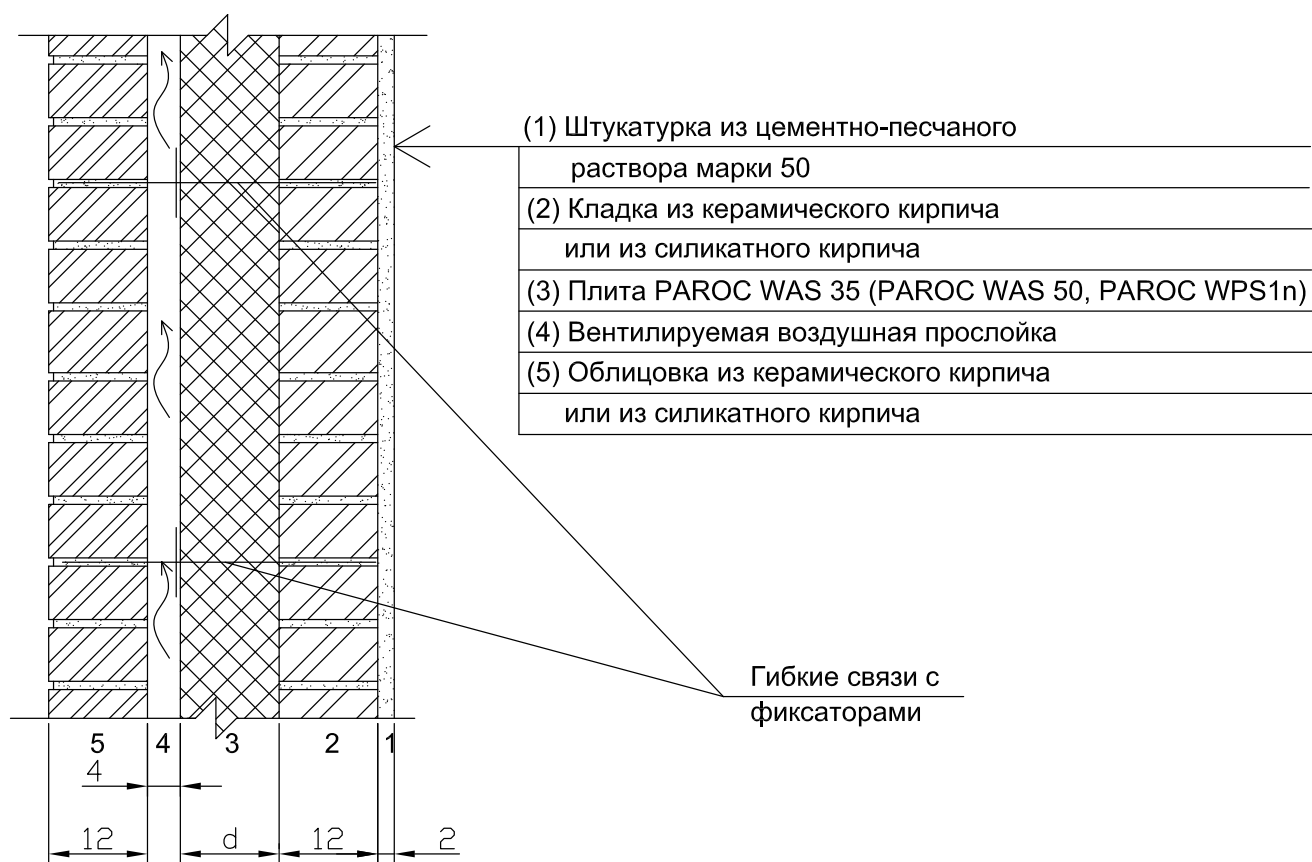 (1) Штукатурка из цементно-песчаного
раствора марки 50
(2) Кладка из керамического кирпича
или из силикатного кирпича
(3) Плита PAROC WAS 35 (PAROC WAS 50, PAROC WPS1n)
(4) Вентилируемая воздушная прослойка
(5) Облицовка из керамического кирпича
или из силикатного кирпича
Гибкие связи с
фиксаторами
5 4 3 2 1
4
12 d 12 2